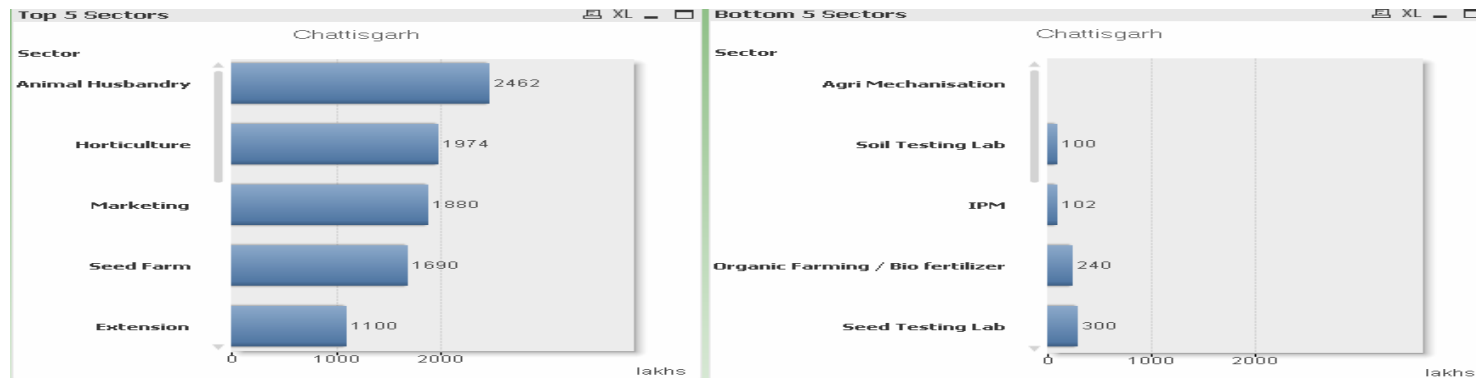 Top 5 Sectors
XL
Chattisgarh
Sector
Animal Husbandry
2462
Horticulture
1974
Marketing
1880
Seed Farm
1690
Extension
1100
0 1000 2000
lakhs
Bottom 5 Sectors
XL
Chattisgarh
Sector
Agri Mechanisation
Soil Testing Lab
100
IPM
102
Organic Farming / Bio fertilizer
240
Seed Testing Lab
300
0 1000 2000
lakhs